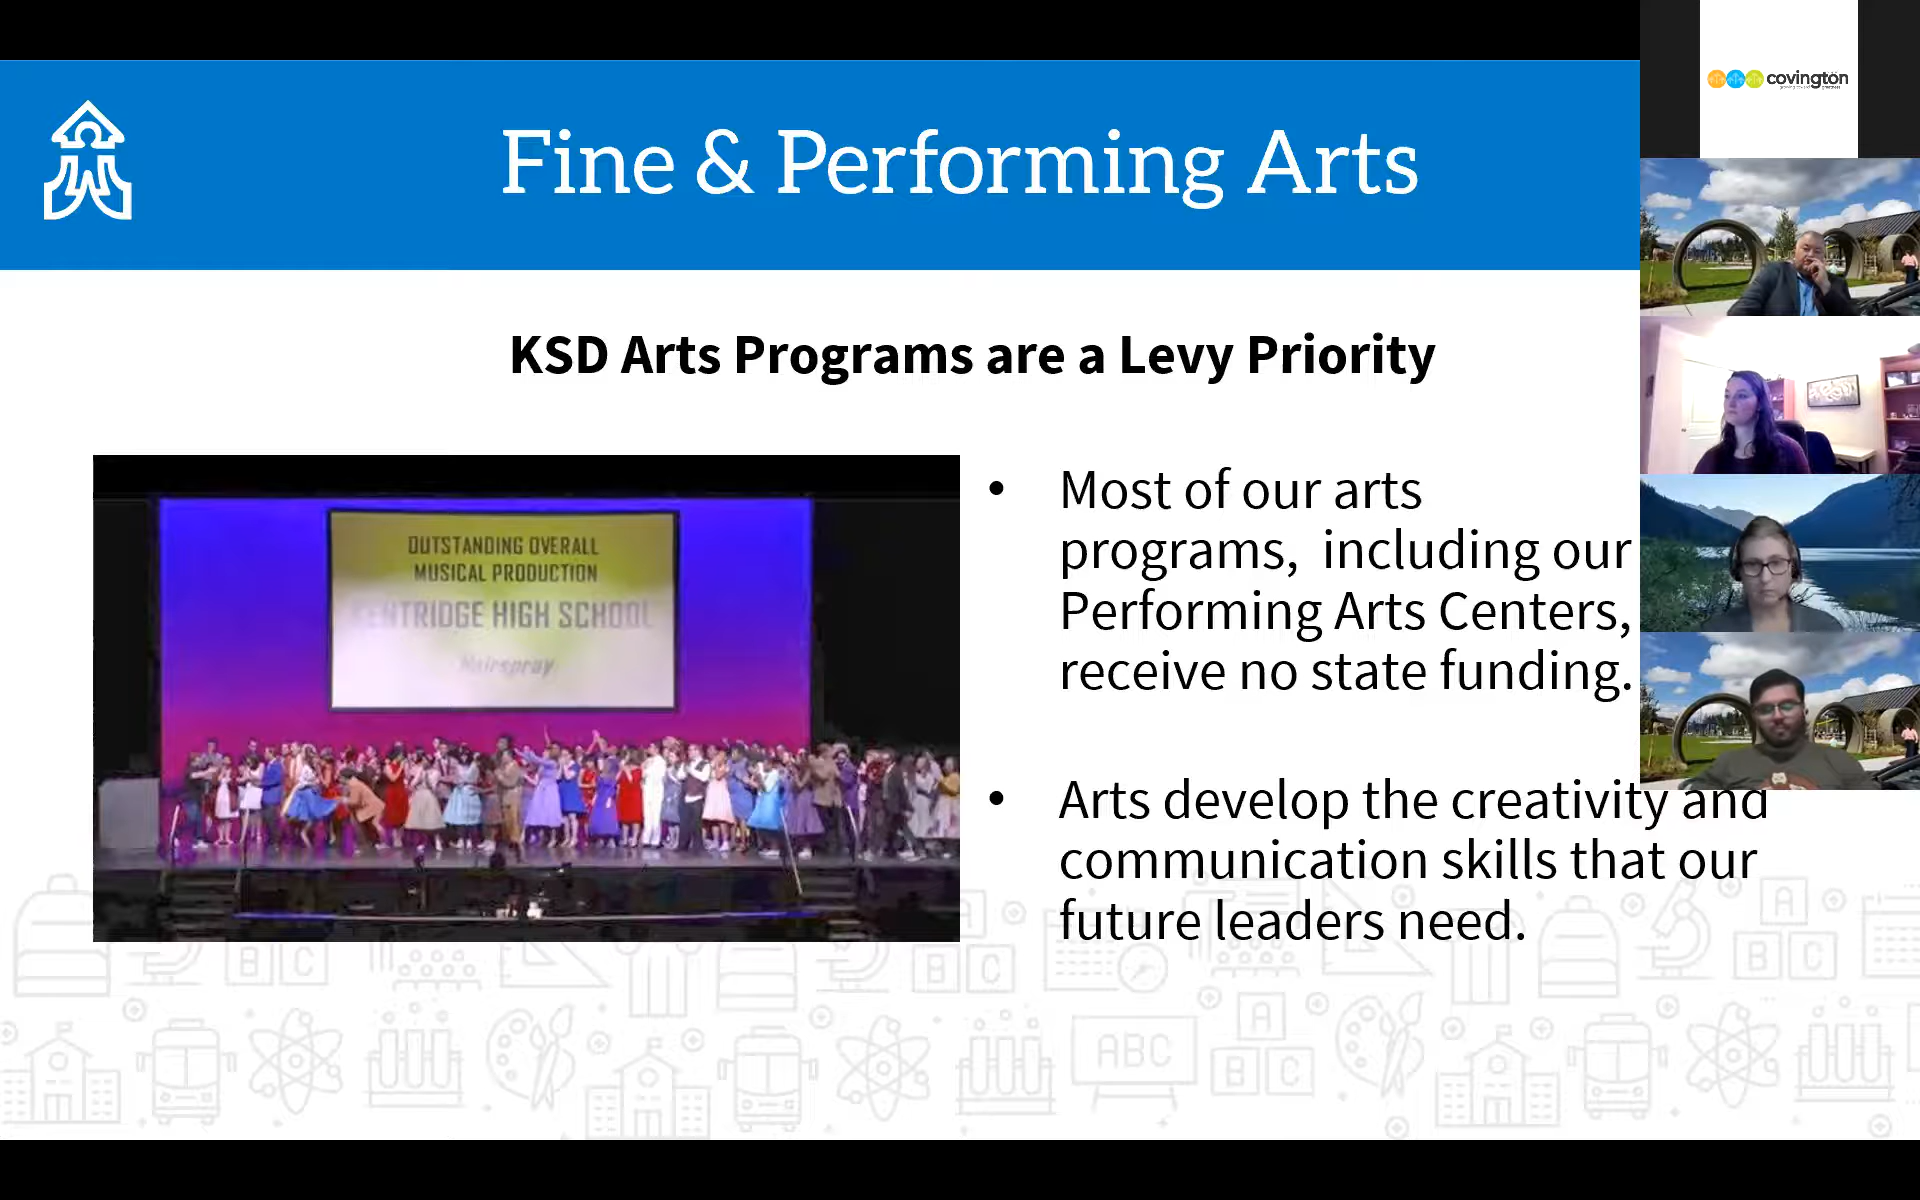 Fine & Performing Arts
covington
KSD Arts Programs are a Levy Priority
OUTSTANDING OVERALL
MUSICAL PRODUCTION
KENTRIDGE HIGH SCHOOL
Hairspray
• Most of our arts
programs, including our
Performing Arts Centers,
receive no state funding.
• Arts develop the creativity and
communication skills that our
future leaders need.
A
B C
A
B C
A
B C
ABC
A
B C